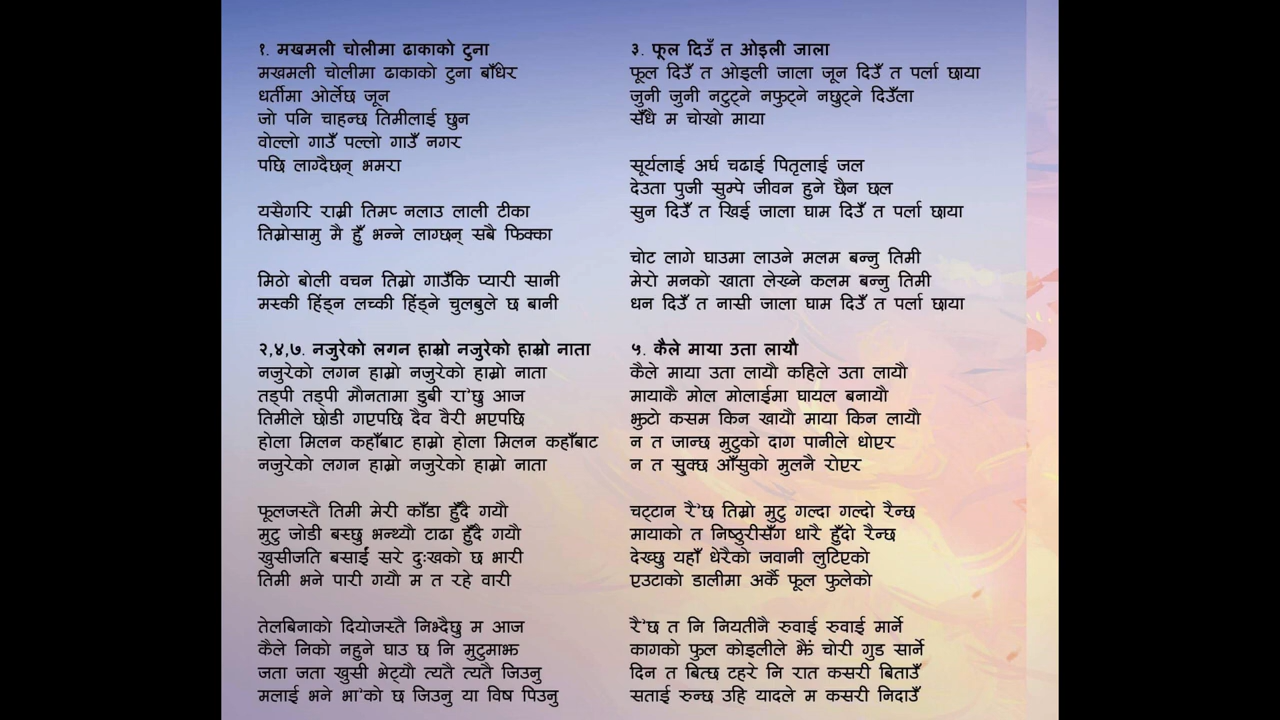 १. मखमली चोलीमा ढाकाको टुना
मखमली चोलीमा ढाकाको टुना बाँधेर
धर्तीमा ओर्लेछ जून
जो पनि चाहन्छ तिमीलाई छुन
वोल्लो गाउँ पल्लो गाउँ नगर
पछि लाग्दैछन् भमरा
यसैगरि राम्री तिमप नलाउ लाली टीका
तिम्रोसामु मै हुँ भन्ने लाग्छन् सबै फिक्का
मिठो बोली वचन तिम्रो गाउँकि प्यारी सानी
मस्की हिंड्न लच्की हिंड्ने चुलबुले छ बानी
२,४,७. नजुरेको लगन हाम्रो नजुरेको हाम्रो नाता
नजुरेको लगन हाम्रो नजुरेको हाम्रो नाता
तड्पी तड्पी मौनतामा डुबी रा’छु आज
तिमीले छोडी गएपछि दैव वैरी भएपछि
होला मिलन कहाँबाट हाम्रो होला मिलन कहाँबाट
नजुरेको लगन हाम्रो नजुरेको हाम्रो नाता
फूलजस्तै तिमी मेरी काँडा हुँदै गयौ
मुटु जोडी बस्छु भन्थ्यौ टाढा हुँदै गयौ
खुसीजति बसाईं सरे दुःखको छ भारी
तिमी भने पारी गयौ म त रहे वारी
तेलबिनाको दियोजस्तै निभ्दैछु म आज
कैले निको नहुने घाउ छ नि मुटुमाझ
जता जता खुसी भेट्यौ त्यतै त्यतै जिउनु
मलाई भने भा’को छ जिउनु या विष पिउनु
३. फूल दिउँ त ओइली जाला
फूल दिउँ त ओइली जाला जून दिउँ त पर्ला छाया
जुनी जुनी नटुट्ने नफुट्ने नछुट्ने दिउँला
सँधै म चोखो माया
सूर्यलाई अर्घ चढाई पितृलाई जल
देउता पुजी सुम्पे जीवन हुने छैन छल
सुन दिउँ त खिई जाला घाम दिउँ त पर्ला छाया
चोट लागे घाउमा लाउने मलम बन्नु तिमी
मेरो मनको खाता लेख्ने कलम बन्नु तिमी
धन दिउँ त नासी जाला घाम दिउँ त पर्ला छाया
५. कैले माया उता लायौ
कैले माया उता लायौ कहिले उता लायौ
मायाकै मोल मोलाईमा घायल बनायौ
झुटो कसम किन खायौ माया किन लायौ
न त जान्छ मुटुको दाग पानीले धोएर
न त सुक्छ आँसुको मुलनै रोएर
चट्टान रै’छ तिम्रो मुटु गल्दा गल्दो रैन्छ
मायाको त निष्ठुरीसँग धारै हुँदो रैन्छ
देख्छु यहाँ धेरैको जवानी लुटिएको
एउटाको डालीमा अर्कै फूल फुलेको
रै’छ त नि नियतीनै रुवाई रुवाई मार्ने
कागको फुल कोइलीले झैं चोरी गुड सार्ने
दिन त बित्छ टहरे नि रात कसरी बिताउँ
सताई रुन्छ उहि यादले म कसरी निदाउँ